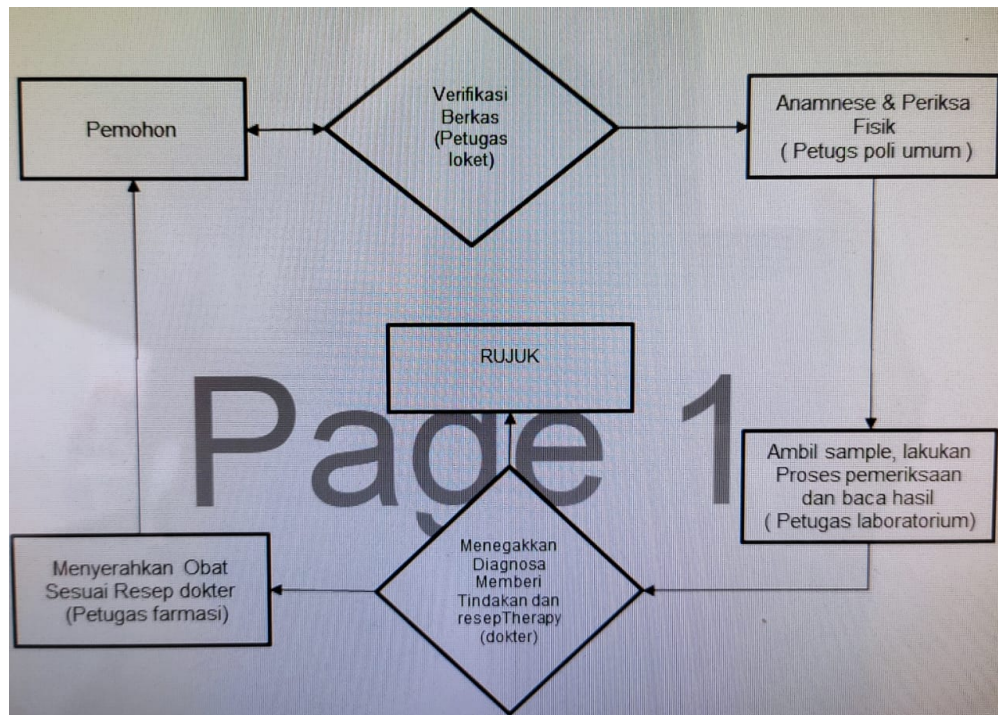 Pemohon
Verifikasi
Berkas
(Petugas
loket)
Anamnese & Periksa
Fisik
( Petugs poli umum )
RUJUK
Page 1
Ambil sample, lakukan
Proses pemeriksaan
dan baca hasil
( Petugas laboratorium)
Menegakkan
Diagnosa
Memberi
Tindakan dan
resepTherapy
(dokter)
Menyerahkan Obat
Sesuai Resep dokter
(Petugas farmasi)